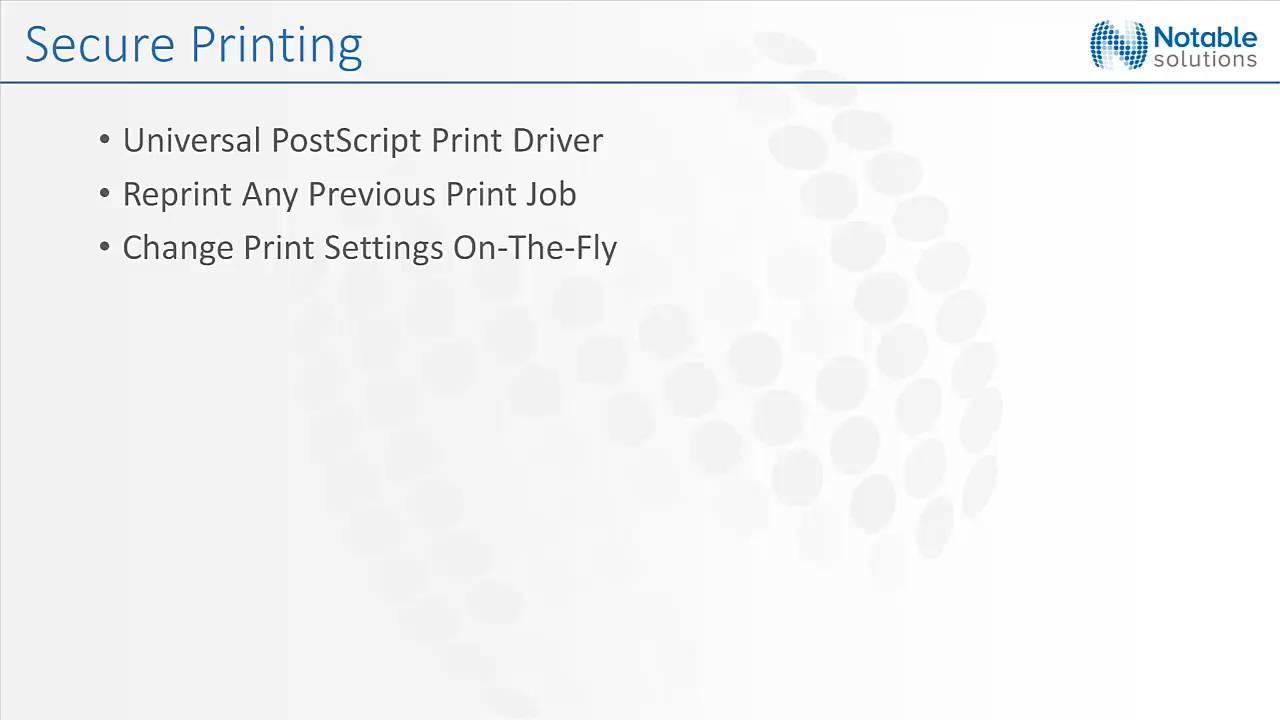 Secure Printing
Notable
solutions
• Universal PostScript Print Driver
• Reprint Any Previous Print Job
• Change Print Settings On-The-Fly